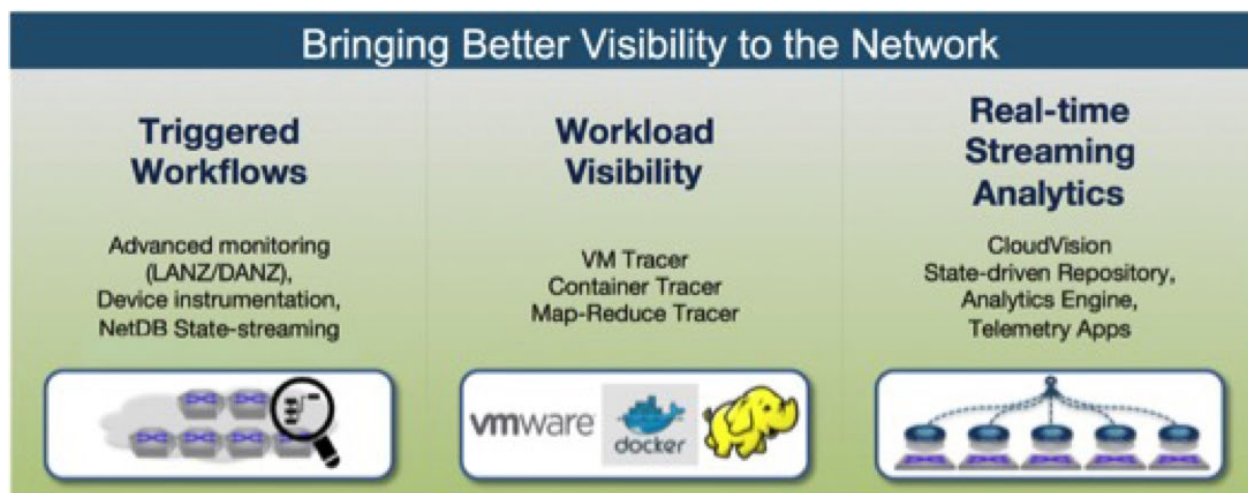 Bringing Better Visibility to the Network
Triggered
Workflows
Advanced monitoring
(LANZ/DANZ),
Device instrumentation,
NetDB State-streaming
Workload
Visibility
VM Tracer
Container Tracer
Map-Reduce Tracer
vmware
docker
Real-time
Streaming
Analytics
CloudVision
State-driven Repository,
Analytics Engine,
Telemetry Apps